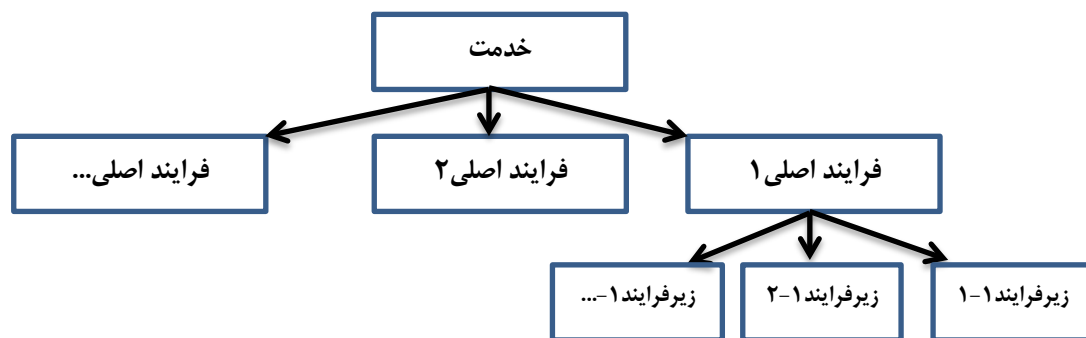 خدمت
فرایند اصلی۱
فرایند اصلی۲
فرایند اصلی...
زیرفرایند۱-۱
زیرفرایند۱-۲
زیرفرایند۱-...